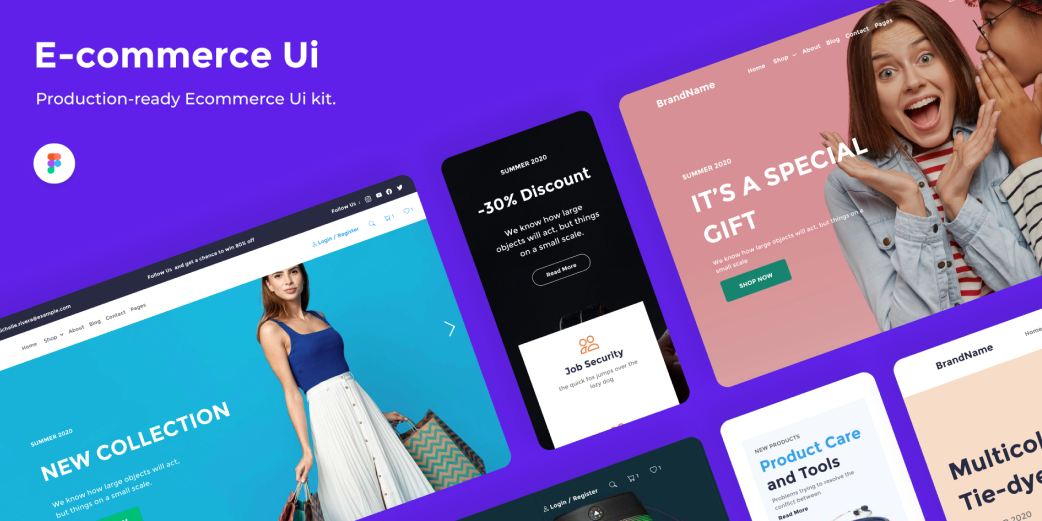 E-commerce Ui
Production-ready Ecommerce Ui kit.
Follow Us and get a chance to win 80% off
Follow Us :
Home Shop About Blog Contact Pages
Login / Register
1
1
SUMMER 2020
NEW COLLECTION
We know how large objects will act,
but things on a small scale.
SUMMER 2020
-30% Discount
We know how large
objects will act, but things
on a small scale.
Read More
Job Security
the quick fox jumps over the
lazy dog
BrandName
Home Shop About Blog Contact Pages
SUMMER 2020
IT'S A SPECIAL
GIFT
We know how large objects will act, but things on a
small scale
SHOP NOW
Login / Register
1
1
NEW PRODUCTS
Product Care
and Tools
Problems trying to resolve the
conflict between
Read More
BrandName
Home
Tie-dye
2020